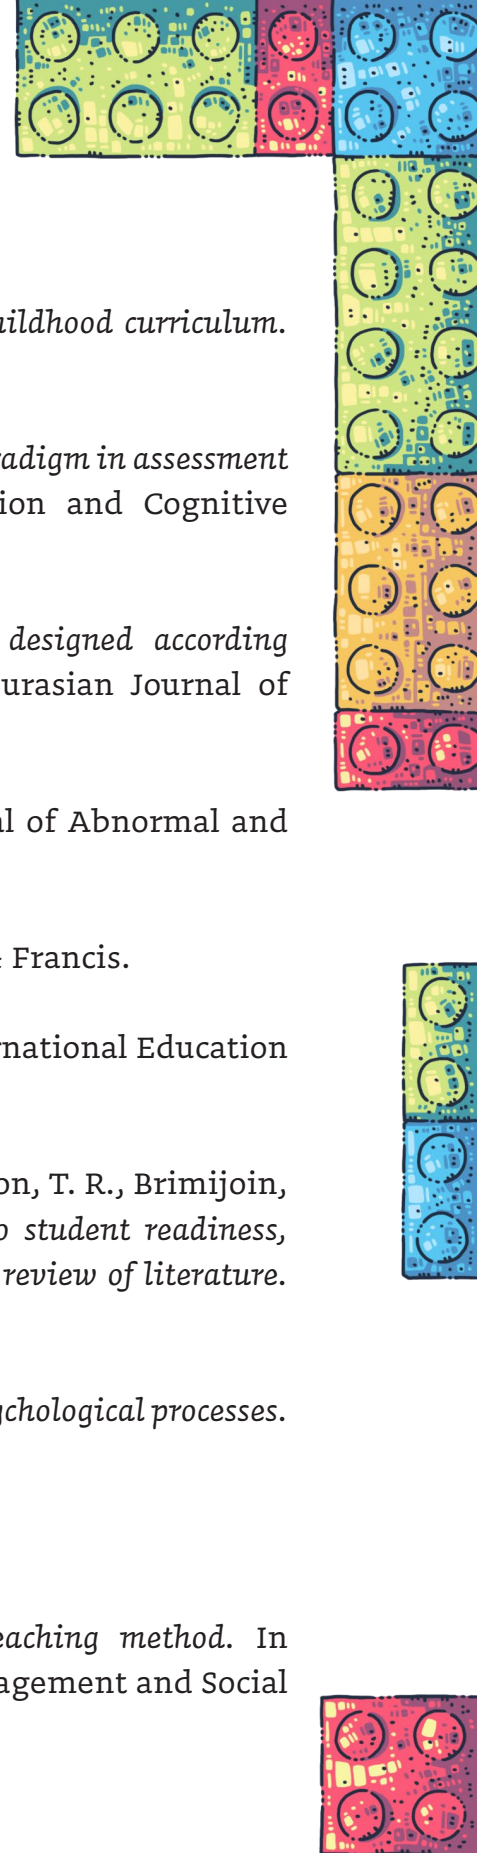 ildhood curriculum.
adigm in assessment
ion and Cognitive
designed according
urasian Journal of
al of Abnormal and
Francis.
rnational Education
on, T. R., Brimijoin,
o student readiness,
review of literature.
chological processes.
eaching method. In
agement and Social